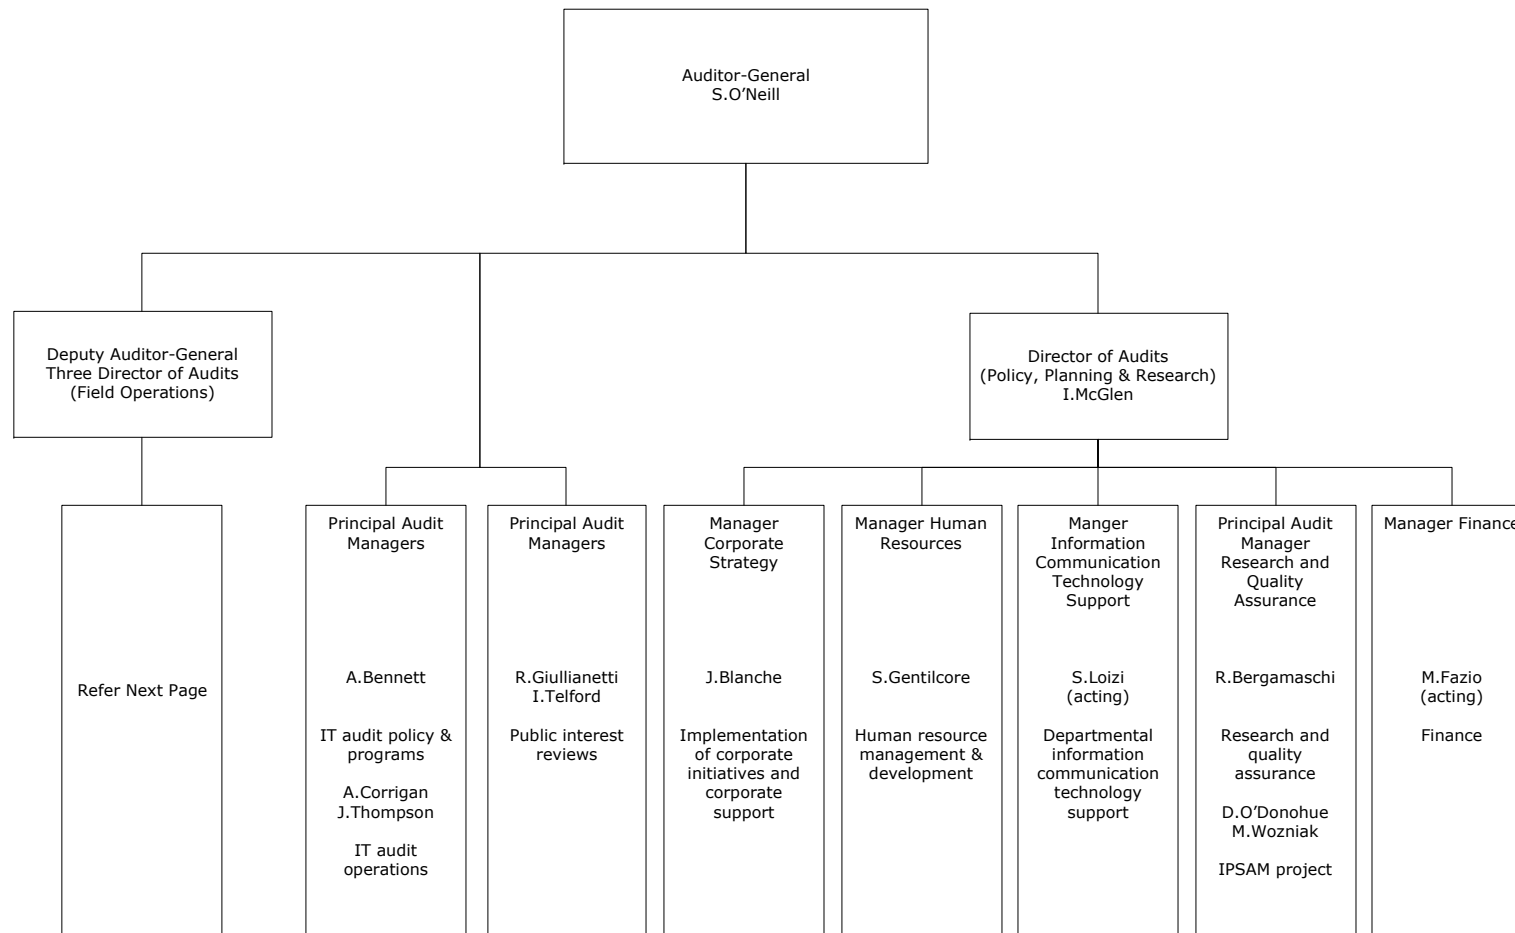 Auditor-General
S.O’Neill
Deputy Auditor-General
Three Director of Audits
(Field Operations)
Director of Audits
(Policy, Planning & Research)
I.McGlen
Refer Next Page
Principal Audit
Managers
A.Bennett
IT audit policy &
programs
A.Corrigan
J.Thompson
IT audit
operations
Principal Audit
Managers
R.Giullianetti
I.Telford
Public interest
reviews
Manager
Corporate
Strategy
J.Blanche
Implementation
of corporate
initiatives and
corporate
support
Manager Human
Resources
S.Gentilcore
Human resource
management &
development
Manger
Information
Communication
Technology
Support
S.Loizi
(acting)
Departmental
information
communication
technology
support
Principal Audit
Manager
Research and
Quality
Assurance
R.Bergamaschi
Research and
quality
assurance
D.O’Donohue
M.Wozniak
IPSAM project
Manager Finance
M.Fazio
(acting)
Finance